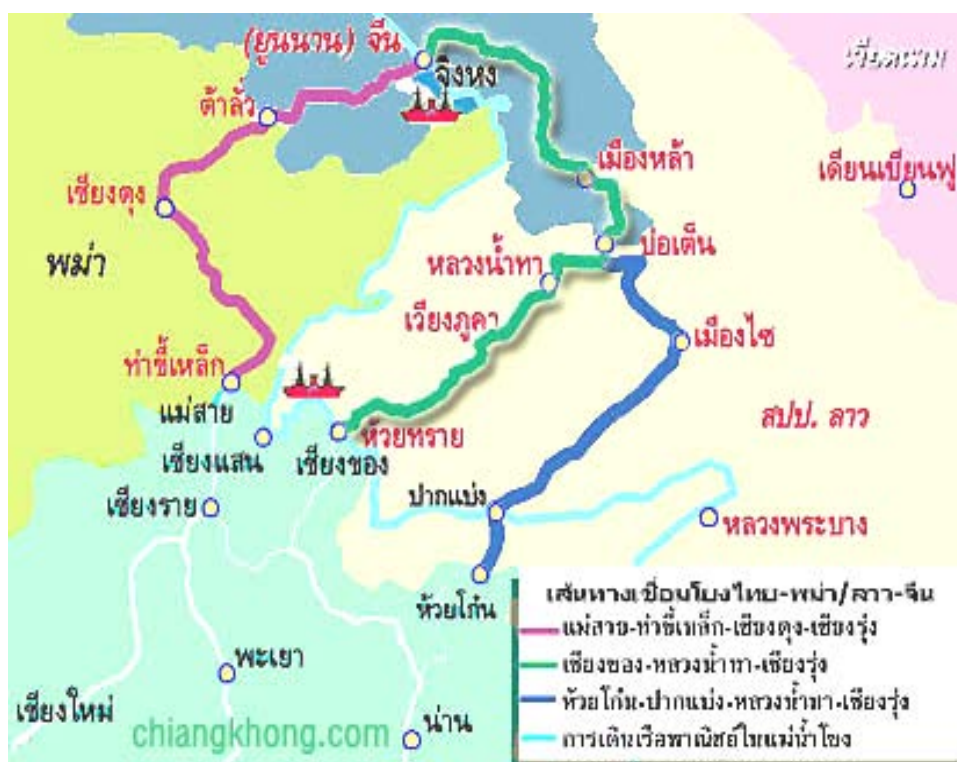 (ยูนนาน) จีน
เวียดนาม
จิงหง
ต้าลั่ว
เมืองหล้า
เดียนเบียนฟู
เชียงตุง
บ่อเต็น
หลวงน้ำทา
พม่า
เวียงภูคา
เมืองไซ
ท่าขี้เหล็ก
แม่สาย
ห้วยทราย
สปป. ลาว
เชียงแสน
เชียงของ
เชียงราย
ปากแบ่ง
หลวงพระบาง
ห้วยโก๋น
เส้นทางเชื่อมโยงไทย-พม่า/ลาว-จีน
แม่สาย-ท่าขี้เหล็ก-เชียงตุง-เชียงรุ่ง
เชียงของ-หลวงน้ำทา-เชียงรุ่ง
ห้วยโก๋น-ปากแบ่ง-หลวงน้ำทา-เชียงรุ่ง
การเดินเรือพาณิชย์ในแม่น้ำโขง
พะเยา
เชียงใหม่
น่าน
chiangkhong.com